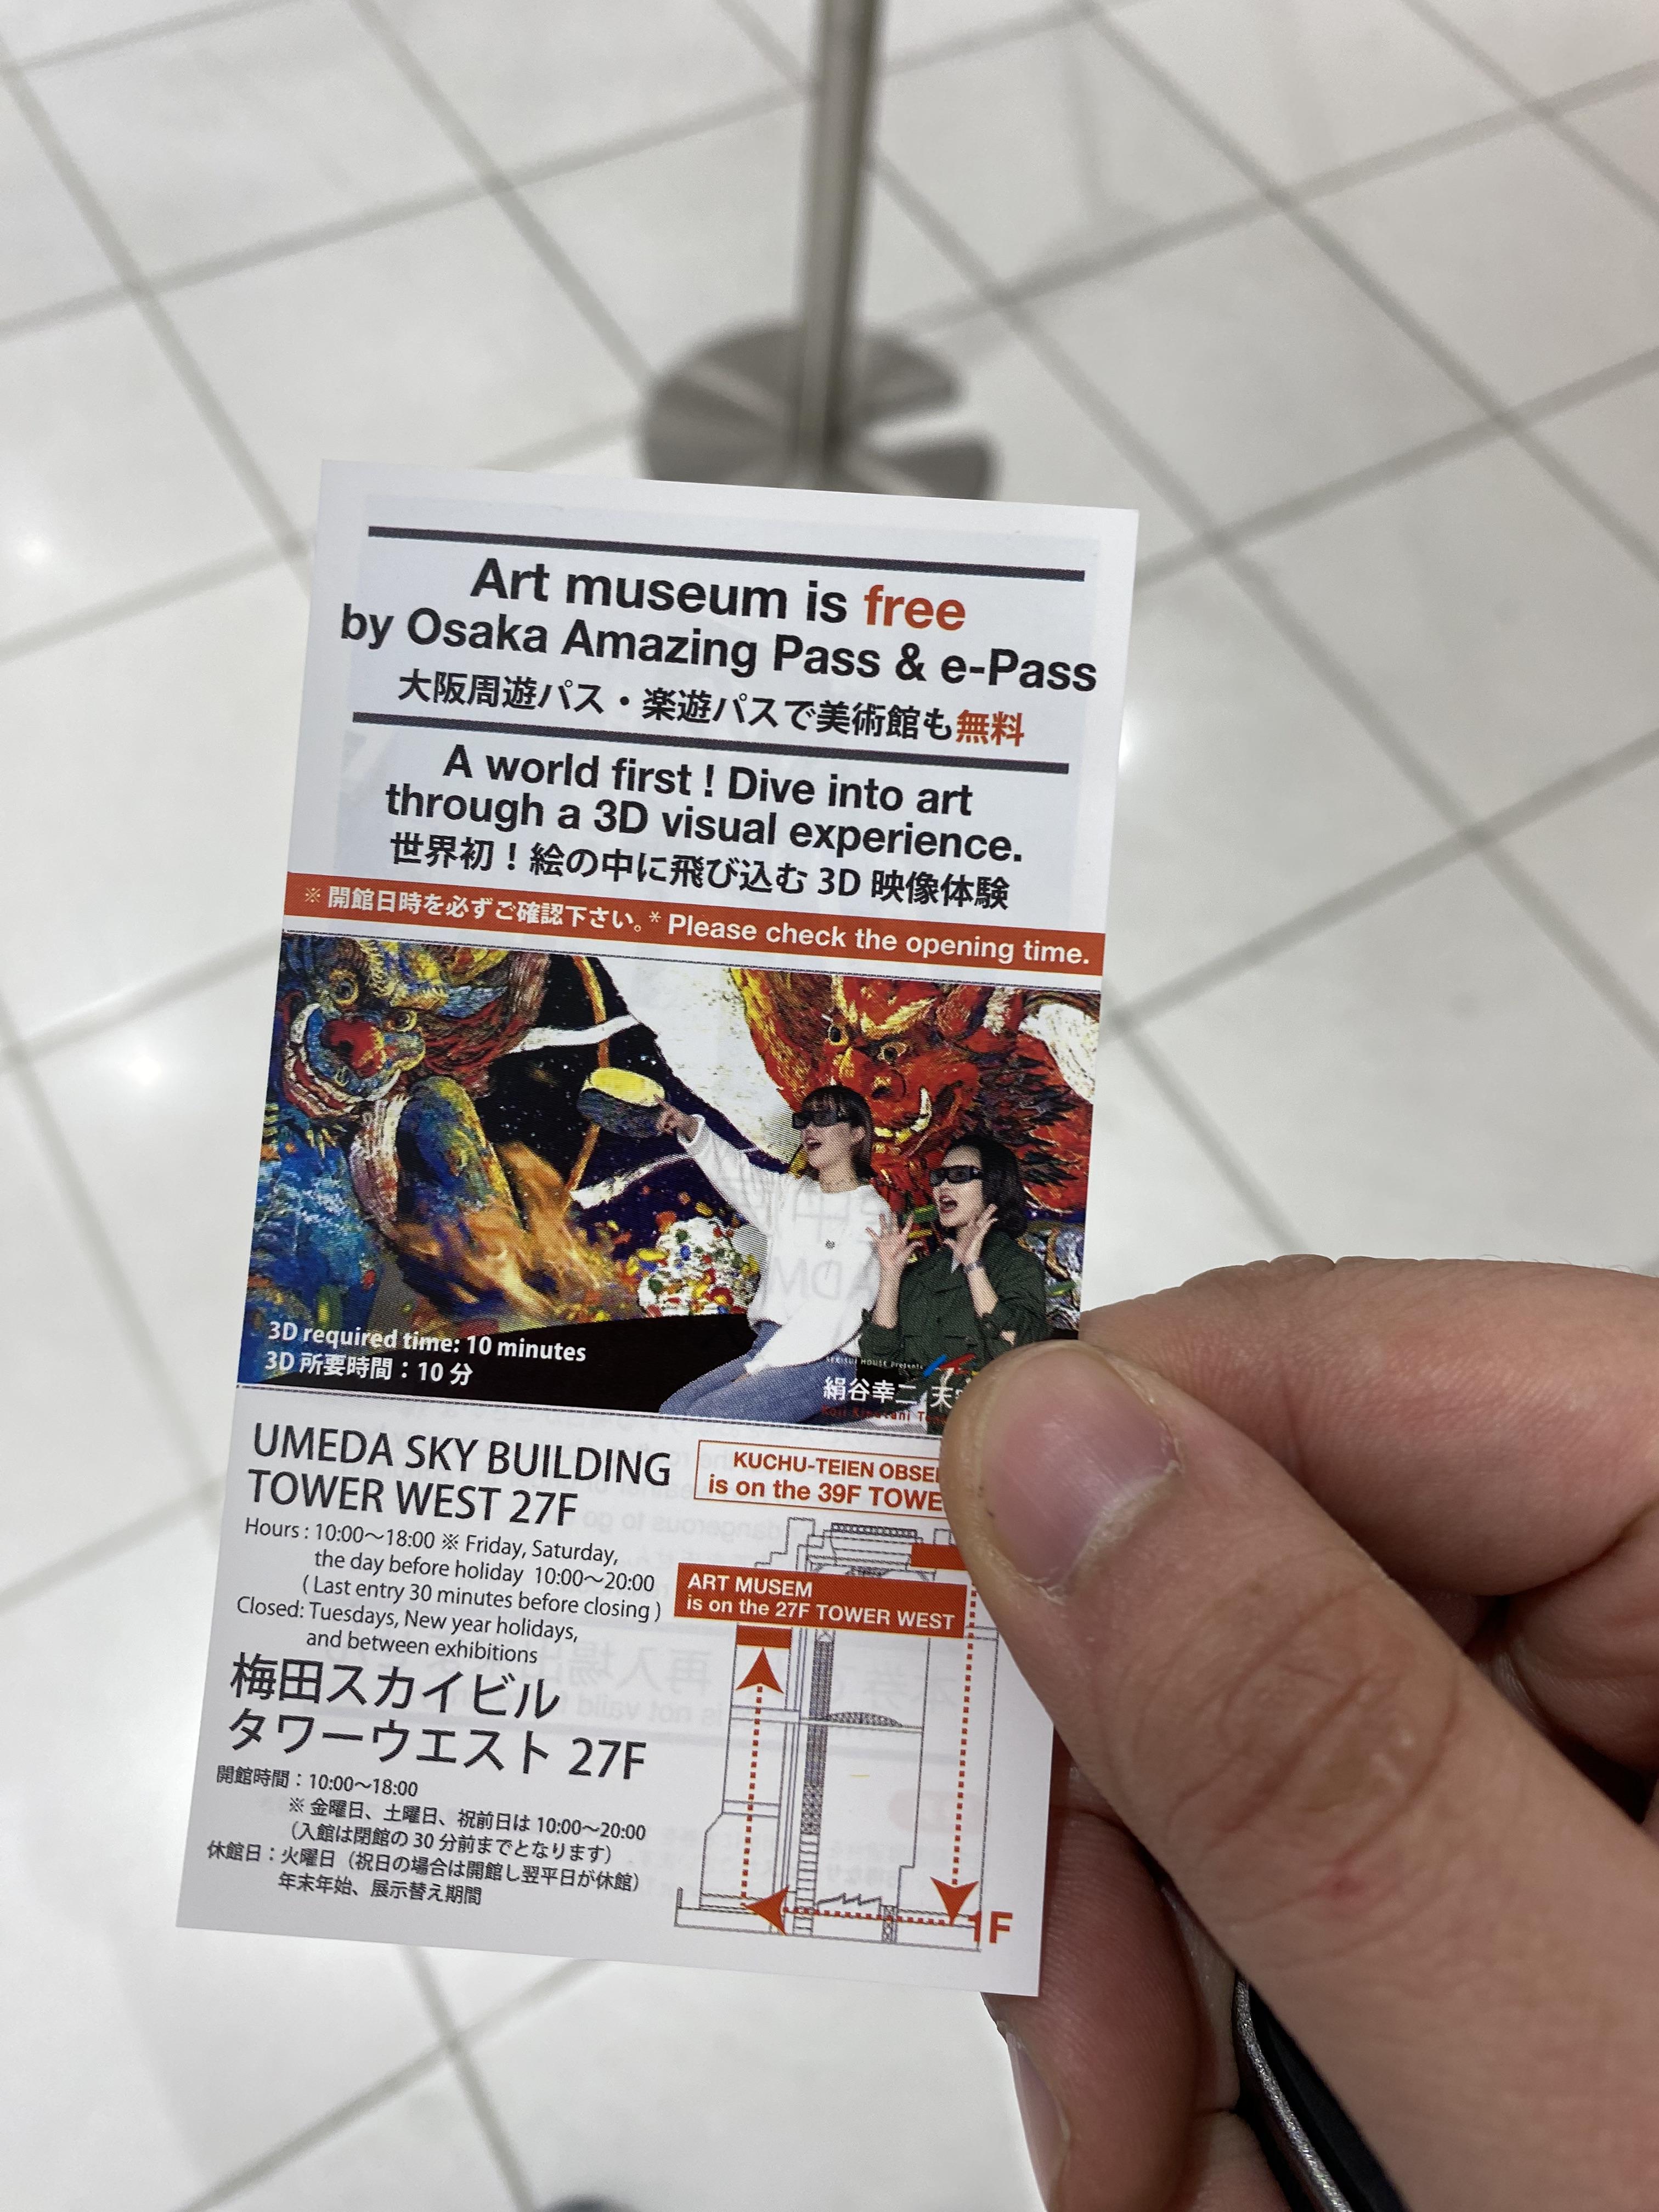 Art museum is free
by Osaka Amazing Pass & e-Pass
大阪周遊パス・楽遊パスで美術館も無料
A world first ! Dive into art
through a 3D visual experience.
世界初！絵の中に飛び込む 3D 映像体験
※ 開館日時を必ずご確認下さい。* Please check the opening time.
3D required time: 10 minutes
3D 所要時間：10 分
SEKISUI HOUSE Presents
絹谷幸二 天
Koji Kinutani
UMEDA SKY BUILDING
TOWER WEST 27F
Hours : 10:00～18:00 ※ Friday, Saturday,
the day before holiday 10:00～20:00
( Last entry 30 minutes before closing )
Closed: Tuesdays, New year holidays,
and between exhibitions
梅田スカイビル
タワーウエスト 27F
開館時間：10:00～18:00
※ 金曜日、土曜日、祝前日は 10:00～20:00
（入館は閉館の 30 分前までとなります）
休館日：火曜日（祝日の場合は開館し翌平日が休館）
年末年始、展示替え期間
KUCHU-TEIEN
is on the 39F
ART MUSEM
is on the 27F TOWER WEST
1F